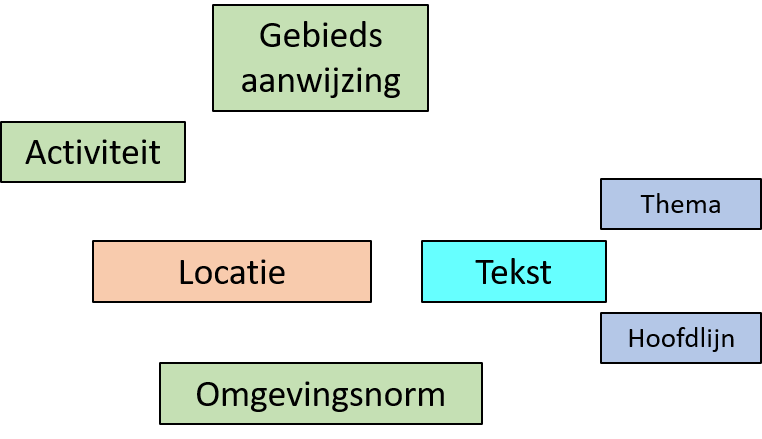 Gebieds
aanwijzing
Activiteit
Thema
Locatie
Tekst
Hoofdlijn
Omgevingsnorm